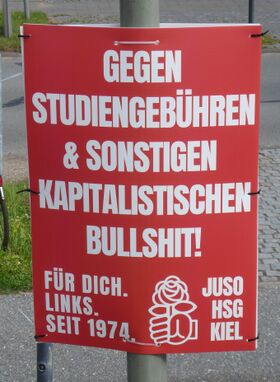 GEGEN
STUDIENGEBÜHREN
& SONSTIGEN
KAPITALISTISCHEN
BULLSHIT!
FÜR DICH.
LINKS.
SEIT 1974.
JUSO
HSG
KIEL